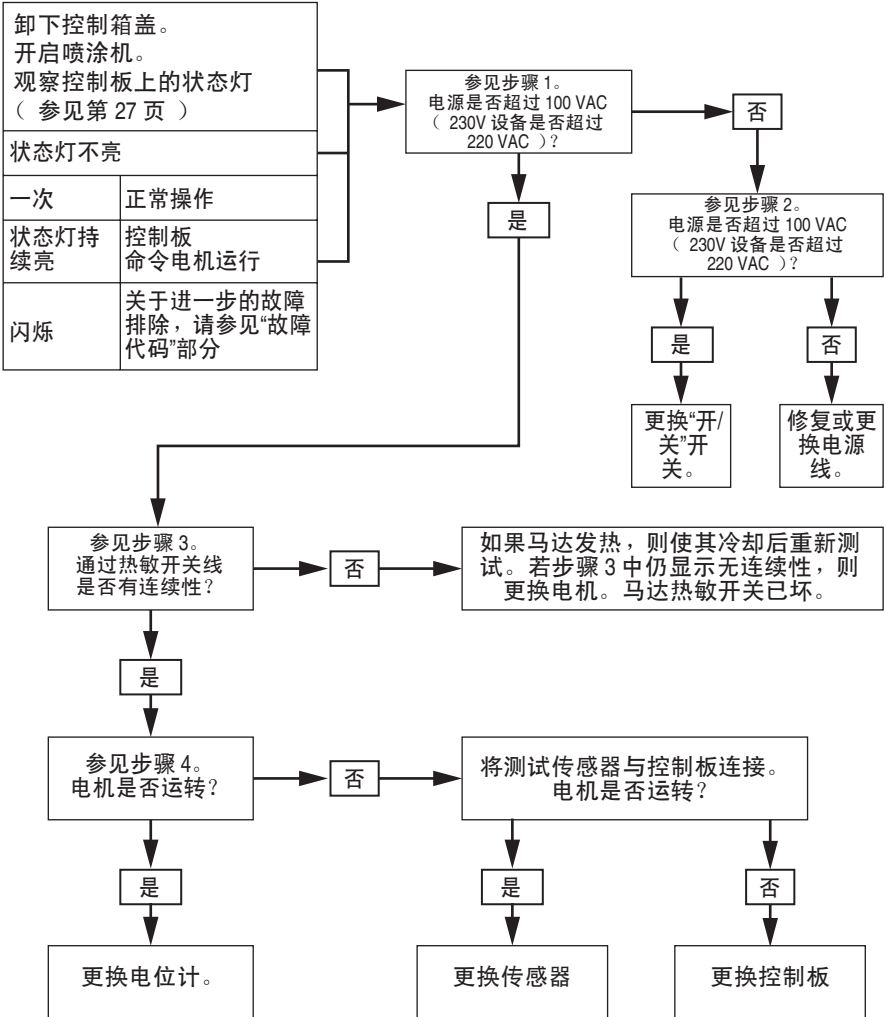 卸下控制箱盖。
开启喷涂机。
观察控制板上的状态灯
（ 参见第 27 页 ）
状态灯不亮
一次
正常操作
状态灯持
续亮
控制板
命令电机运行
闪烁
关于进一步的故障
排除，请参见“故障
代码”部分
参见步骤 1。
电源是否超过 100 VAC
（ 230V 设备是否超过
220 VAC ）？
否
是
参见步骤 2。
电源是否超过 100 VAC
（ 230V 设备是否超过
220 VAC ）？
是
否
更换“开/
关”开
关。
修复或更
换电源
线。
参见步骤 3。
通过热敏开关线
是否有连续性？
否
如果马达发热，则使其冷却后重新测
试。若步骤 3 中仍显示无连续性，则
更换电机。马达热敏开关已坏。
是
参见步骤 4。
电机是否运转？
否
将测试传感器与控制板连接。
电机是否运转？
是
是
否
更换电位计。
更换传感器
更换控制板